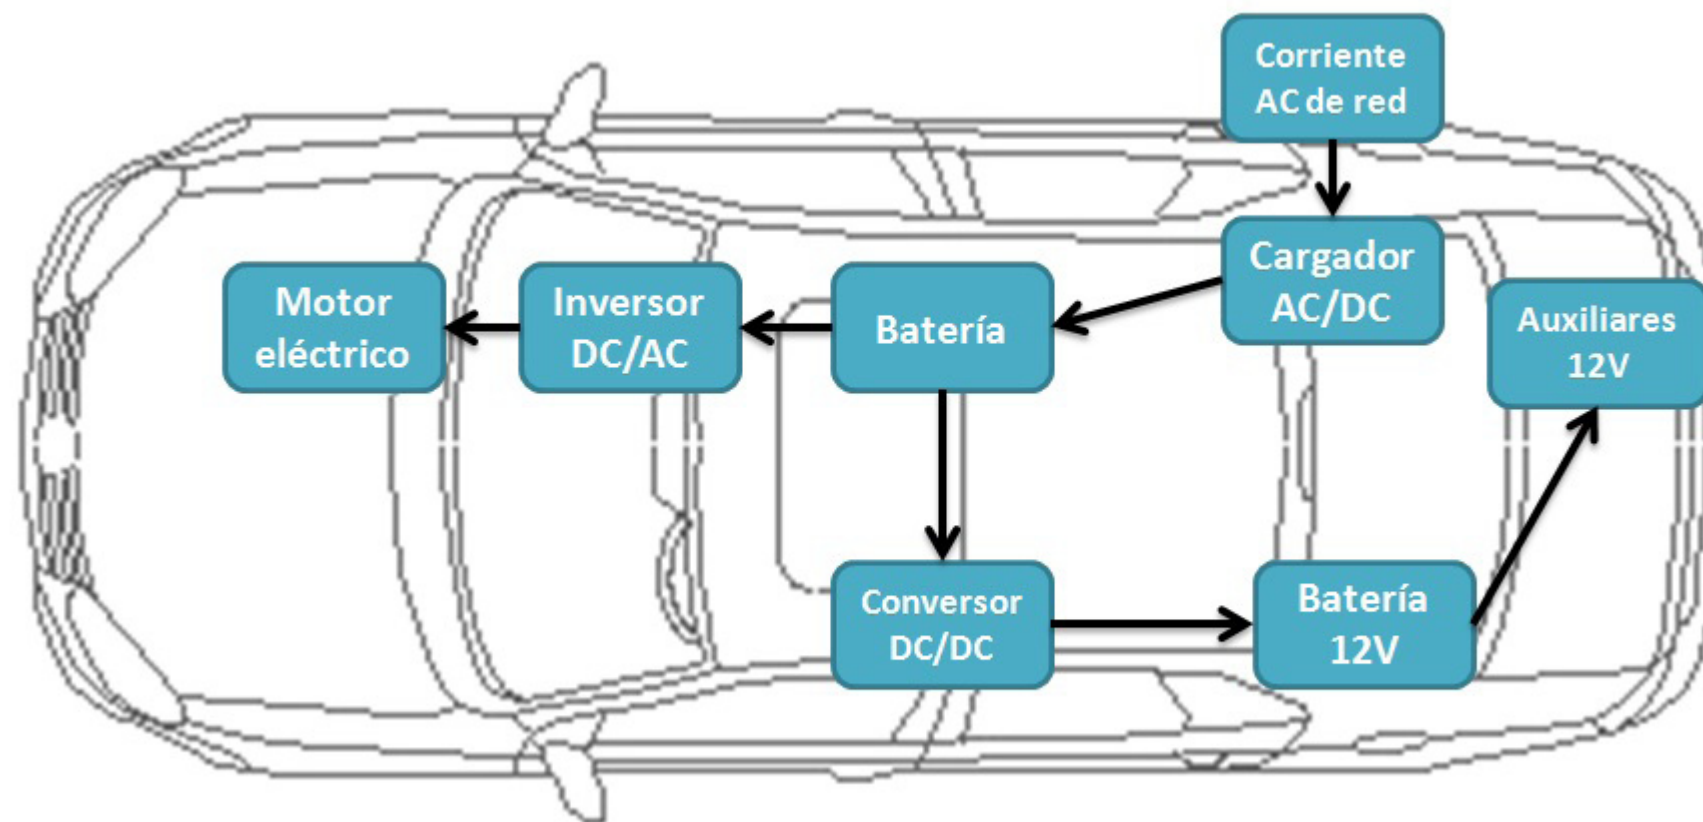 Corriente
AC de red
Cargador
AC/DC
Motor
eléctrico
Inversor
DC/AC
Batería
Auxiliares
12V
Conversor
DC/DC
Batería
12V